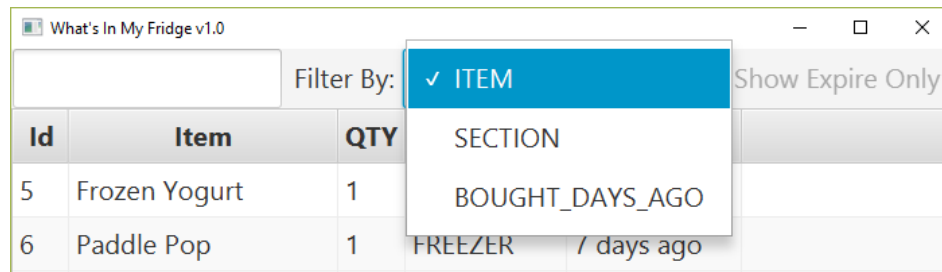 What's In My Fridge v1.0
Filter By: ✓ ITEM Show Expire Only
SECTION
BOUGHT_DAYS_AGO
Id Item QTY
5 Frozen Yogurt 1
6 Paddle Pop 1 FREEZER 7 days ago